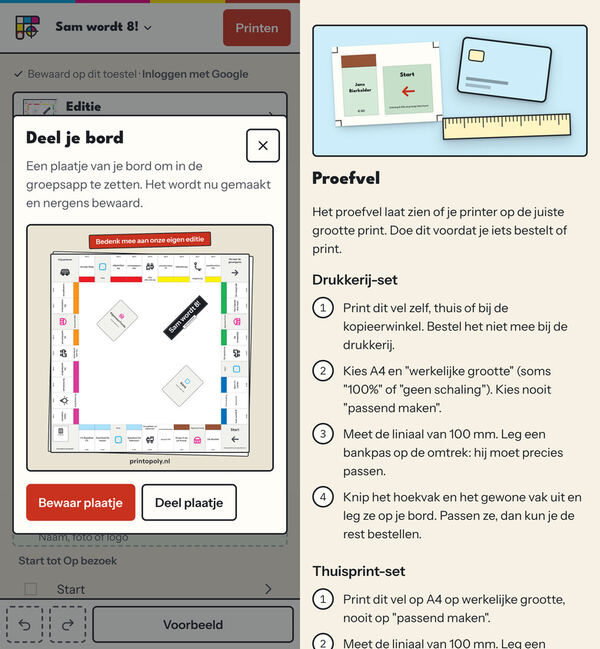 Sam wordt 8!
Printen
Bewaard op dit toestel · Inloggen met Google
Editie
Deel je bord
Een plaatje van je bord om in de
groepsapp te zetten. Het wordt nu gemaakt
en nergens bewaard.
Bedenk mee aan onze eigen editie
Sam wordt 8!
Start
printopoly.nl
Bewaar plaatje
Deel plaatje
Naam, foto of logo
Start tot Op bezoek
Start
Voorbeeld
Jans
Bierkelder
Start
Proefvel
Het proefvel laat zien of je printer op de juiste
grootte print. Doe dit voordat je iets bestelt of
print.
Drukkerij-set
1 Print dit vel zelf, thuis of bij de
kopieerwinkel. Bestel het niet mee bij de
drukkerij.
2 Kies A4 en "werkelijke grootte" (soms
"100%" of "geen schaling"). Kies nooit
"passend maken".
3 Meet de liniaal van 100 mm. Leg een
bankpas op de omtrek: hij moet precies
passen.
4 Knip het hoekvak en het gewone vak uit en
leg ze op je bord. Passen ze, dan kun je de
rest bestellen.
Thuisprint-set
1 Print dit vel op A4 op werkelijke grootte,
nooit op "passend maken".
2 Meet de liniaal van 100 mm. Leg een